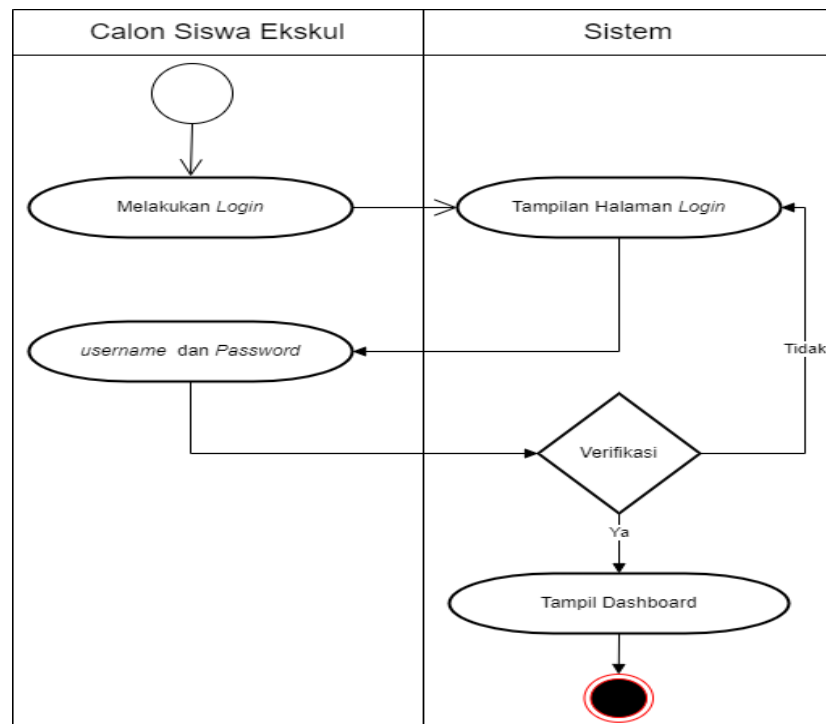 Calon Siswa Ekskul
Sistem
Melakukan Login
Tampilan Halaman Login
username dan Password
Tidak
Verifikasi
Ya
Tampil Dashboard